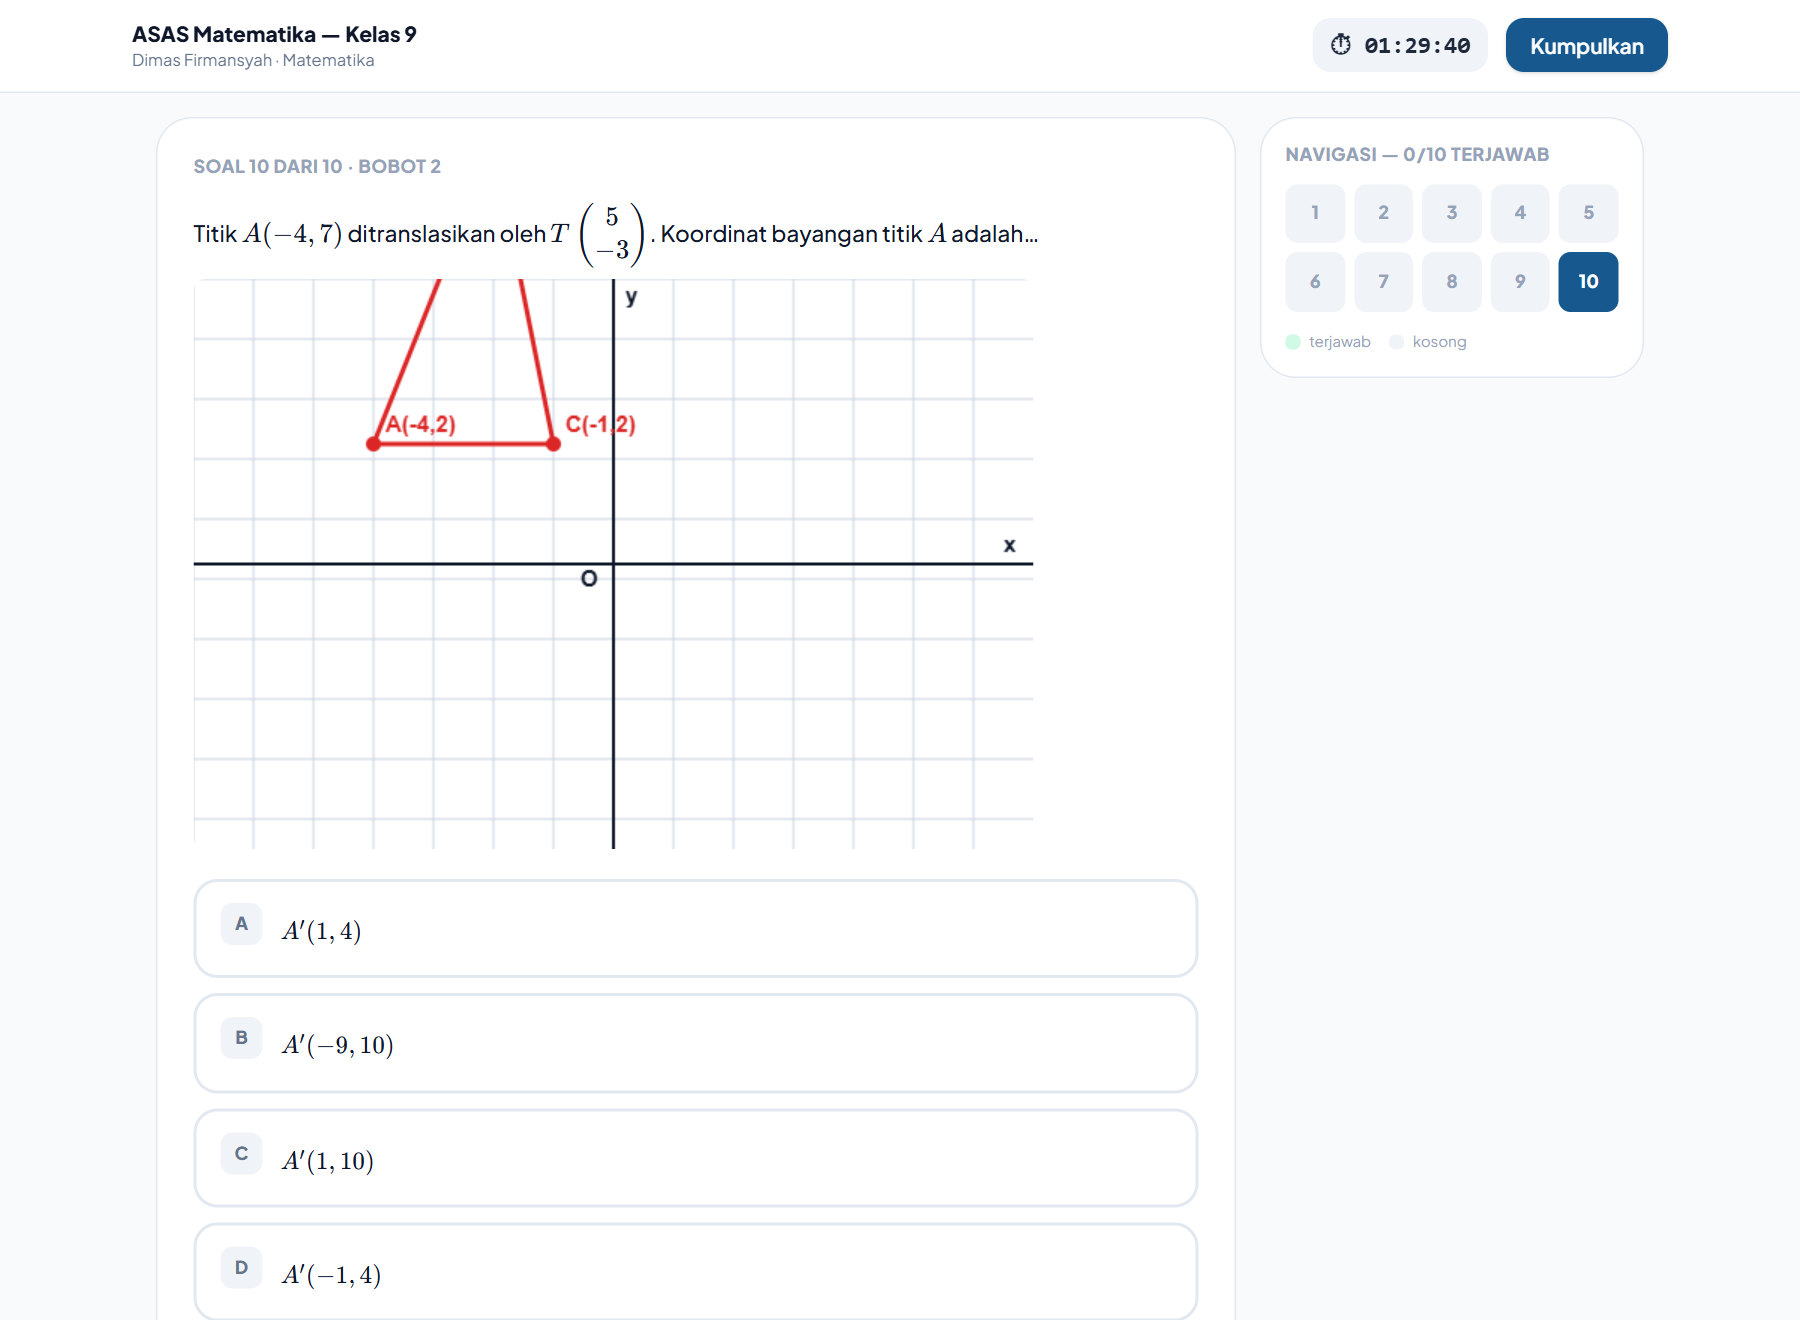 ASAS Matematika — Kelas 9
Dimas Firmansyah · Matematika
01:29:40
Kumpulkan
SOAL 10 DARI 10 · BOBOT 2
Titik A(−4, 7) ditranslasikan oleh T (5 −3). Koordinat bayangan titik A adalah...
y
A(-4,2)
C(-1,2)
x
O
A
A′(1, 4)
B
A′(−9, 10)
C
A′(1, 10)
D
A′(−1, 4)
NAVIGASI — 0/10 TERJAWAB
1 2 3 4 5
6 7 8 9 10
terjawab kosong